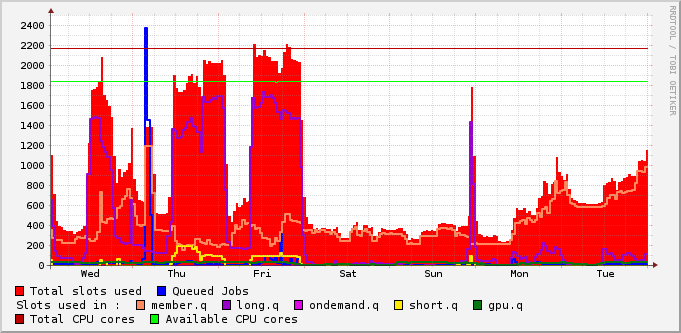 2400
2200
2000
1800
1600
1400
1200
1000
800
600
400
200
0
Wed Thu Fri Sat Sun Mon Tue
RRDTOOL / TOBI OETIKER
Total slots used Queued Jobs
Slots used in : member.q long.q ondemand.q short.q gpu.q
Total CPU cores Available CPU cores